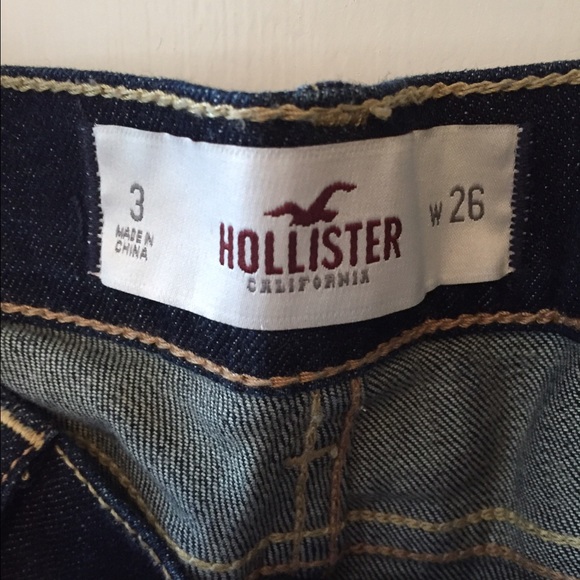 3
MADE IN
CHINA
HOLLISTER
CALIFORNIA
W 26